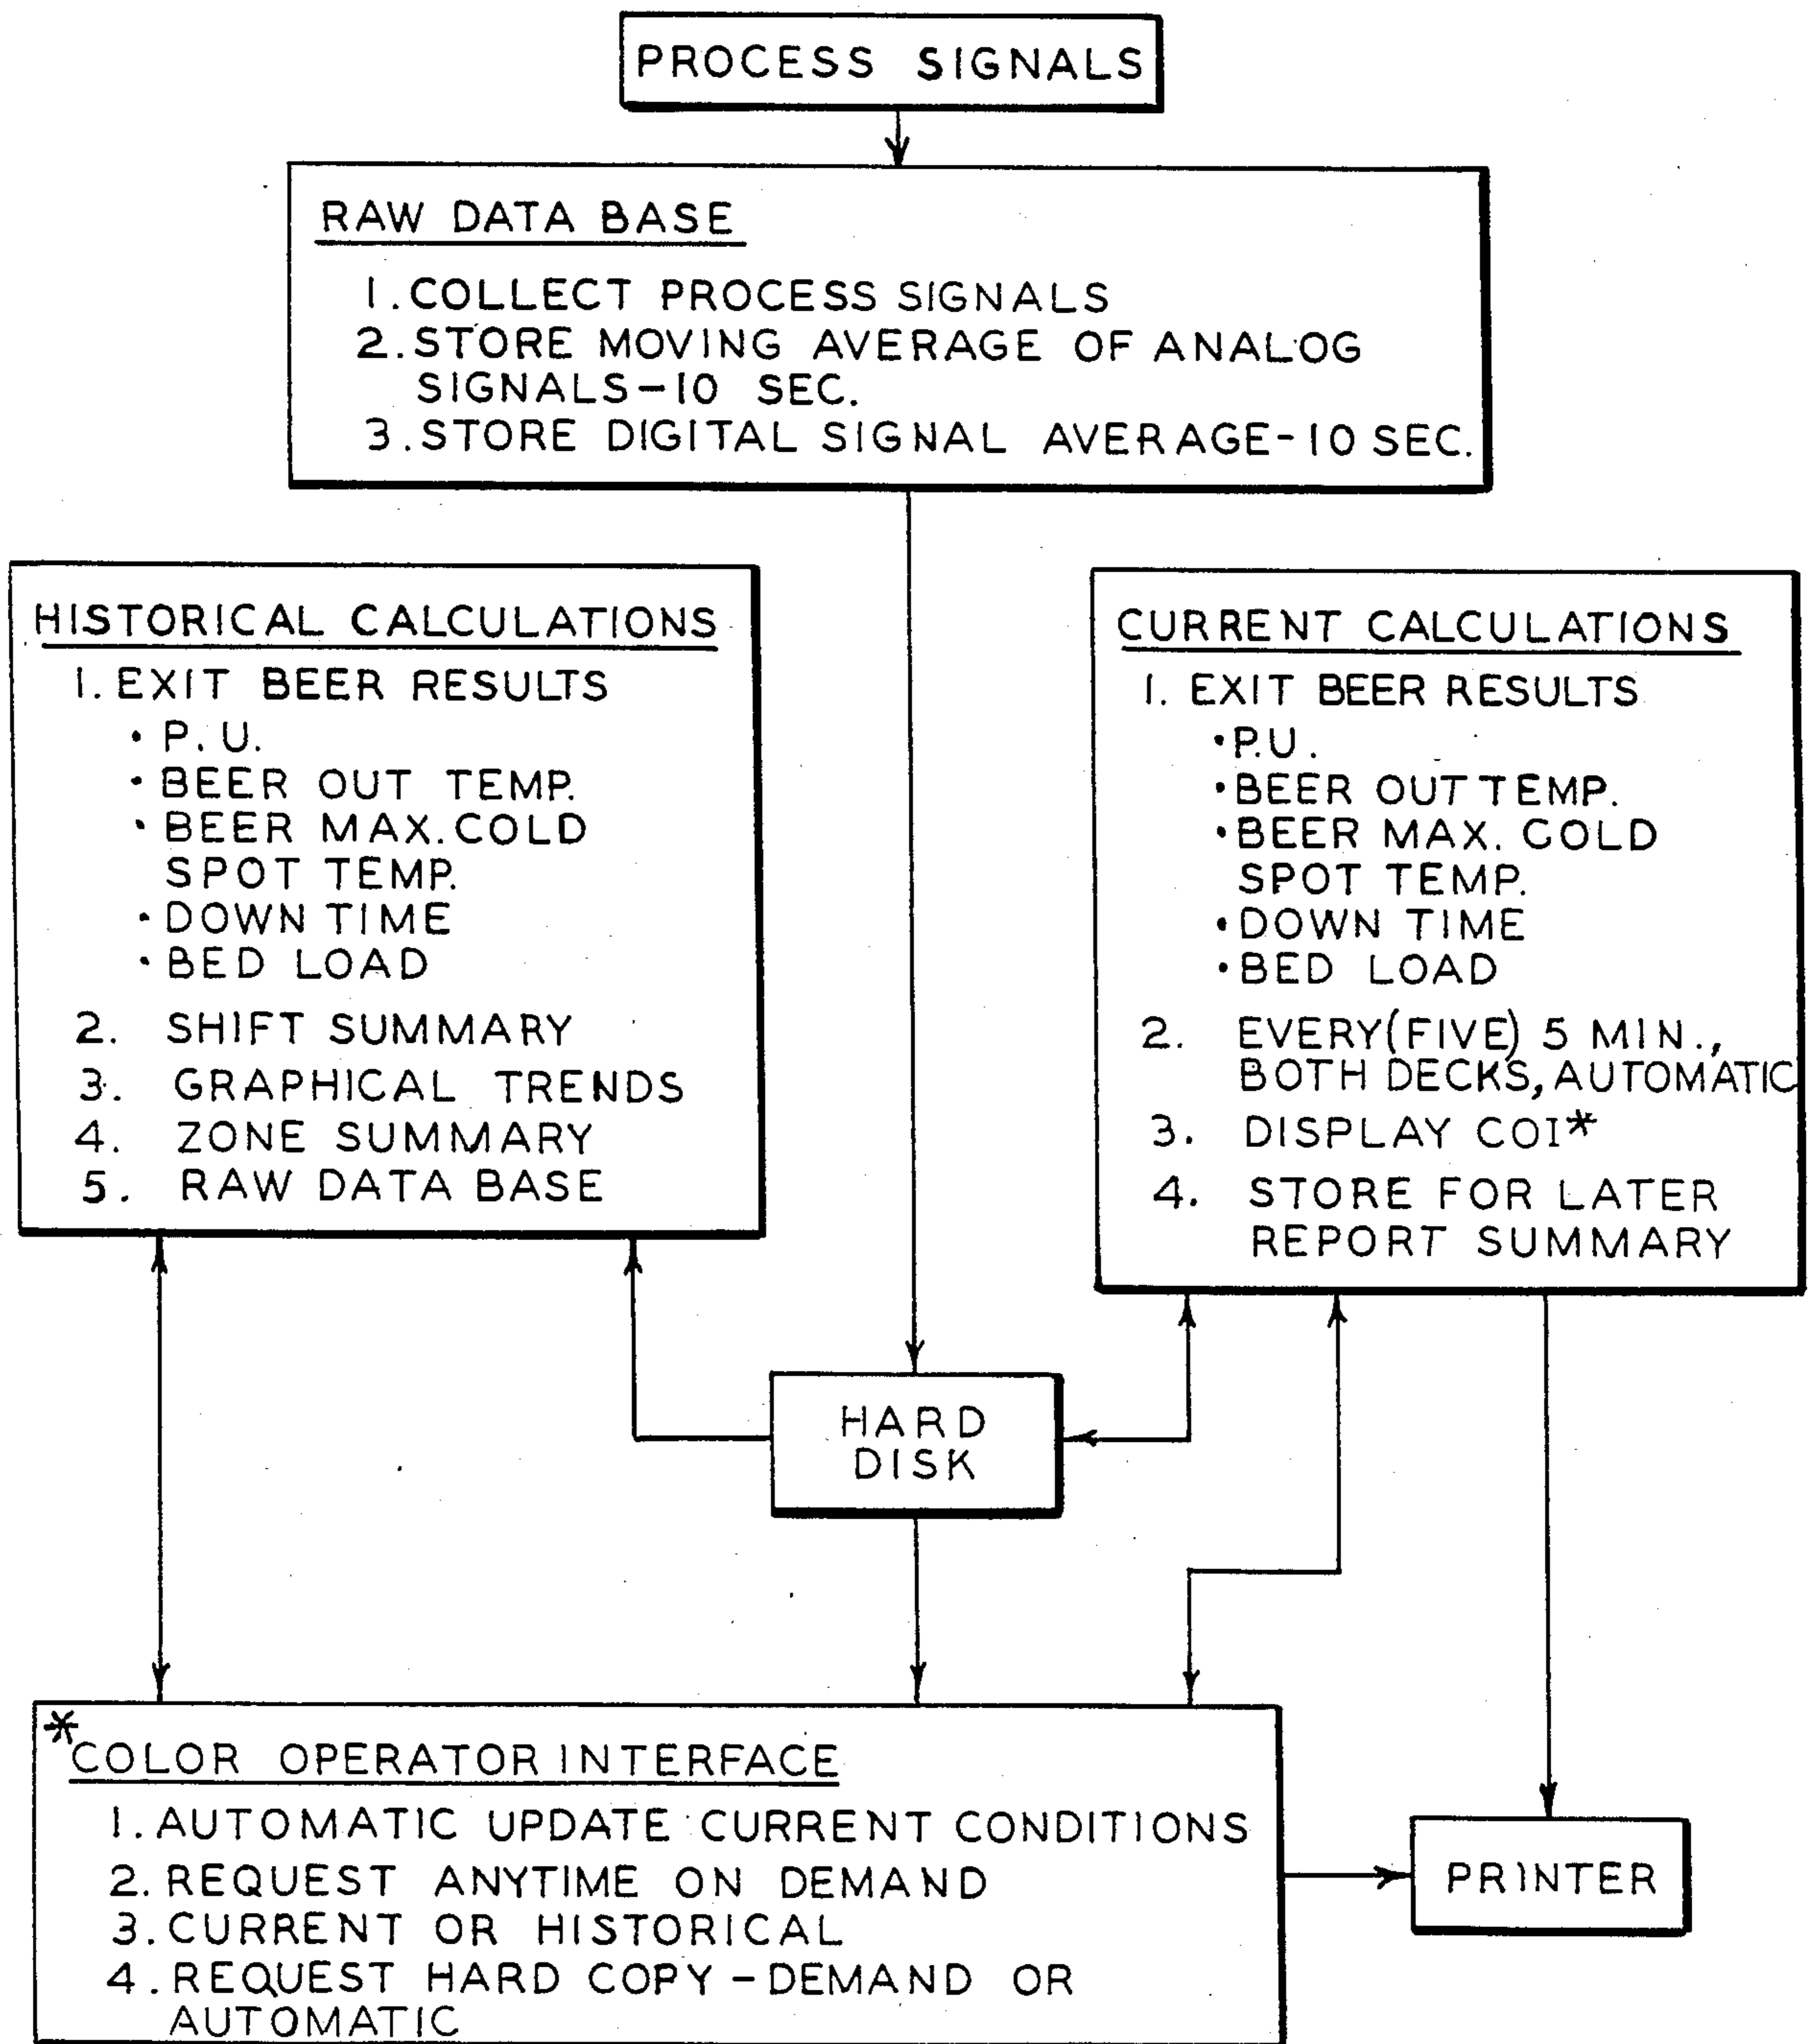 PROCESS SIGNALS
RAW DATA BASE
1. COLLECT PROCESS SIGNALS
2. STORE MOVING AVERAGE OF ANALOG
SIGNALS-10 SEC.
3. STORE DIGITAL SIGNAL AVERAGE-10 SEC.
HISTORICAL CALCULATIONS
1. EXIT BEER RESULTS
• P.U.
• BEER OUT TEMP.
• BEER MAX. COLD
SPOT TEMP.
• DOWN TIME
• BED LOAD
2. SHIFT SUMMARY
3. GRAPHICAL TRENDS
4. ZONE SUMMARY
5. RAW DATA BASE
CURRENT CALCULATIONS
1. EXIT BEER RESULTS
• P.U.
• BEER OUT TEMP.
• BEER MAX. COLD
SPOT TEMP.
• DOWN TIME
• BED LOAD
2. EVERY (FIVE) 5 MIN.,
BOTH DECKS, AUTOMATIC
3. DISPLAY COI*
4. STORE FOR LATER
REPORT SUMMARY
HARD
DISK
*COLOR OPERATOR INTERFACE
1. AUTOMATIC UPDATE CURRENT CONDITIONS
2. REQUEST ANYTIME ON DEMAND
3. CURRENT OR HISTORICAL
4. REQUEST HARD COPY - DEMAND OR
AUTOMATIC
PRINTER